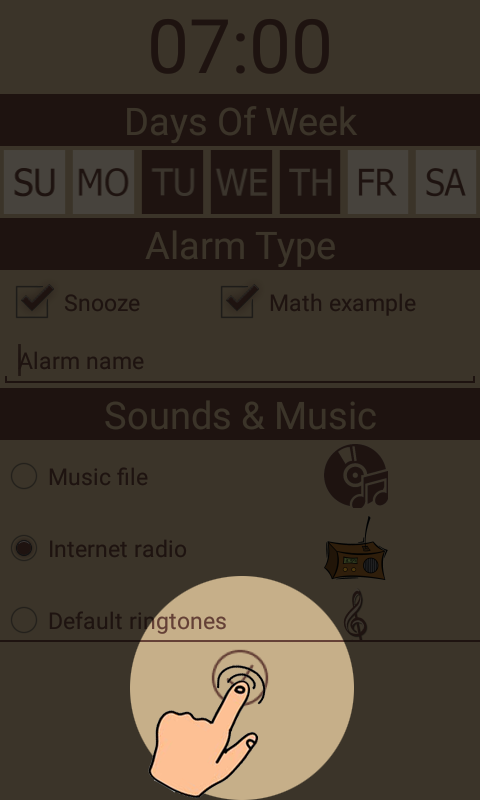 07:00
Days Of Week
SU MO TU WE TH FR SA
Alarm Type
Snooze Math example
Alarm name
Sounds & Music
Music file
Internet radio
Default ringtones